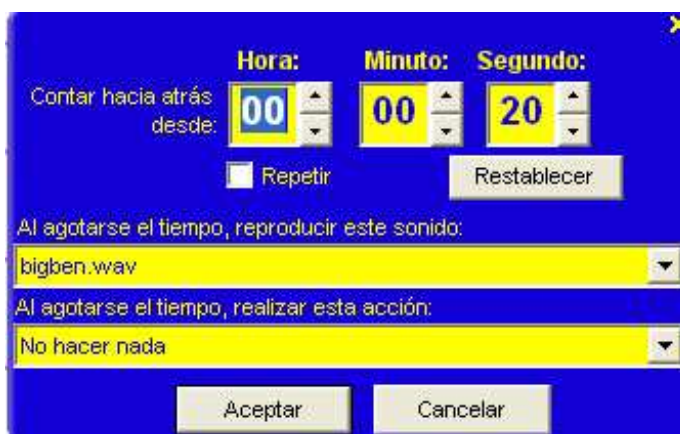 Hora: Minuto: Segundo:
Contar hacia atrás
desde: 00 00 20
Repetir Restablecer
Al agotarse el tiempo, reproducir este sonido:
bigben.wav
Al agotarse el tiempo, realizar esta acción:
No hacer nada
Aceptar Cancelar